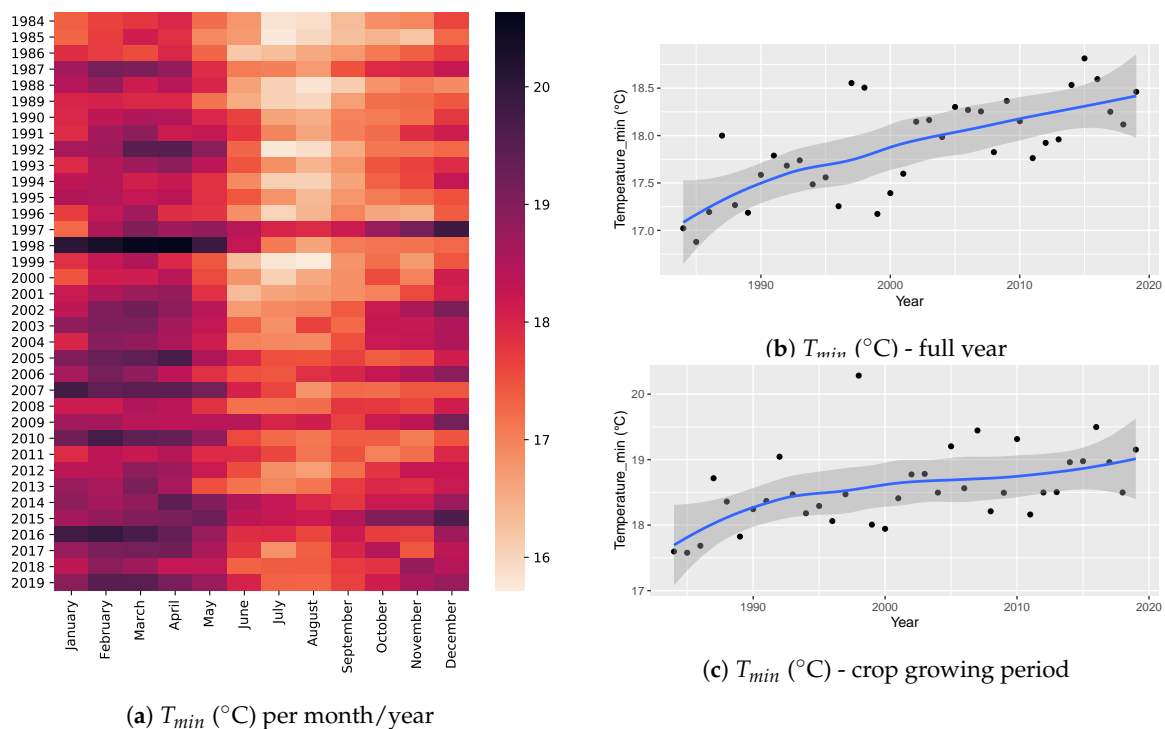 1984
1985
1986
1987
1988
1989
1990
1991
1992
1993
1994
1995
1996
1997
1998
1999
2000
2001
2002
2003
2004
2005
2006
2007
2008
2009
2010
2011
2012
2013
2014
2015
2016
2017
2018
2019
January
February
March
April
May
June
July
August
September
October
November
December
20
19
18
17
16
(a) T_min (°C) per month/year
Temperature_min (°C)
18.5
18.0
17.5
17.0
1990 2000 2010 2020
Year
(b) T_min (°C) - full year
Temperature_min (°C)
20
19
18
17
1990 2000 2010 2020
Year
(c) T_min (°C) - crop growing period